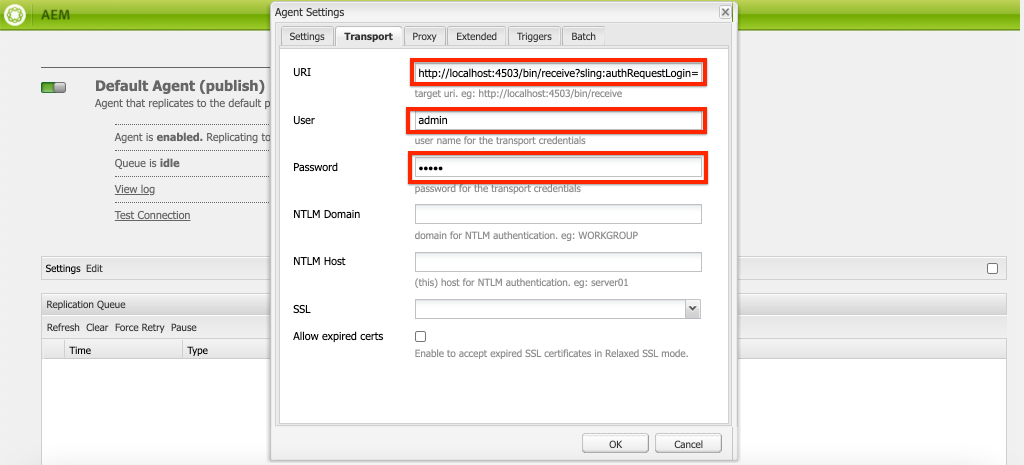 AEM
Agent Settings
Settings Transport Proxy Extended Triggers Batch
URI
http://localhost:4503/bin/receive?sling:authRequestLogin=
target uri. eg: http://localhost:4503/bin/receive
User
admin
user name for the transport credentials
Password
•••••
password for the transport credentials
NTLM Domain
domain for NTLM authentication. eg: WORKGROUP
NTLM Host
(this) host for NTLM authentication. eg: server01
SSL
Allow expired certs
Enable to accept expired SSL certificates in Relaxed SSL mode.
OK Cancel
Default Agent (publish)
Agent that replicates to the default
Agent is enabled. Replicating to
Queue is idle
View log
Test Connection
Settings Edit
Replication Queue
Refresh Clear Force Retry Pause
Time Type